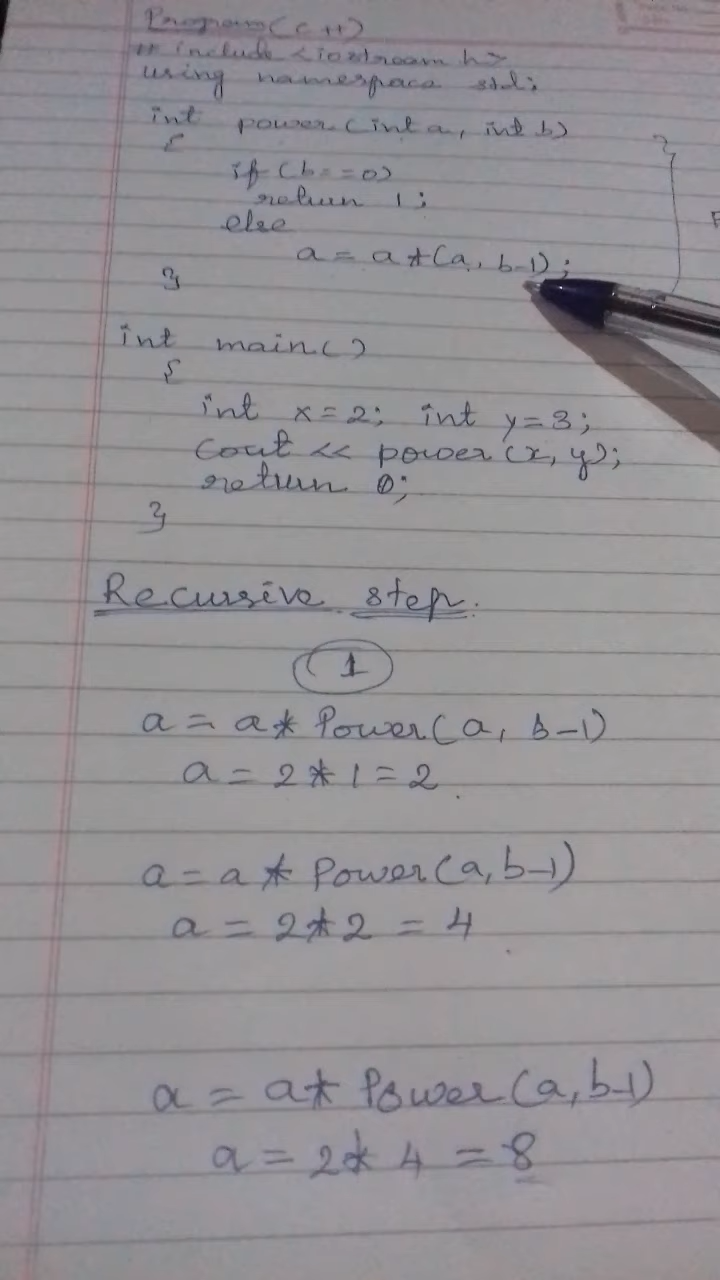 Program (C++)
# include <iostream.h>
using namespace std;
int power(int a, int b)
{
if (b==0)
return 1;
else
a = a*(a, b-1);
}
int main()
{
int x=2; int y=3;
Cout << power(x, y);
return 0;
}
Recursive step.
1
a = a* Power(a, b-1)
a = 2*1=2
a = a* Power(a,b-1)
a = 2*2 = 4
a = a* Power(a,b-1)
a = 2* 4 = 8